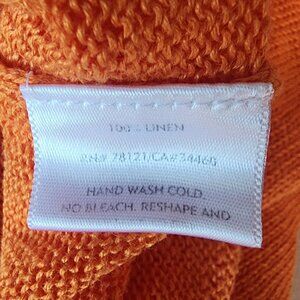 100% LINEN
RN# 78121/CA#34460
HAND WASH COLD.
NO BLEACH. RESHAPE AND